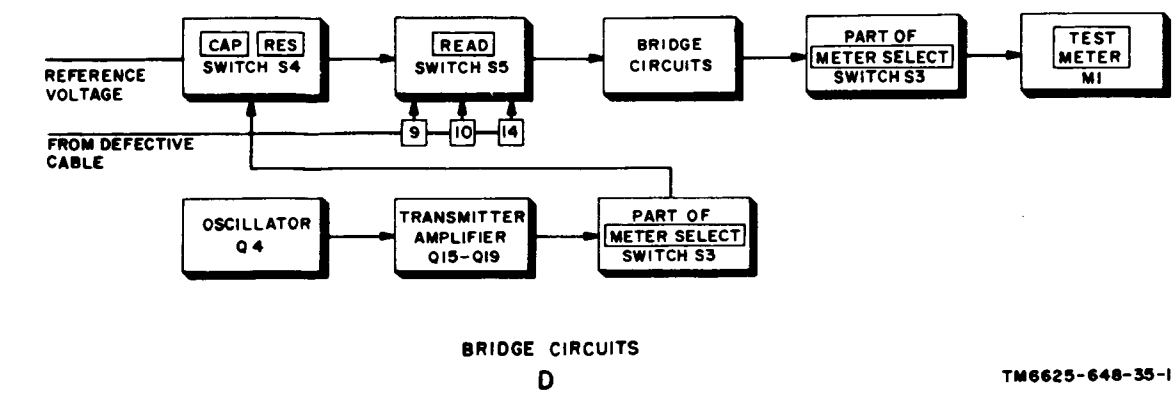 REFERENCE
VOLTAGE
CAP RES
SWITCH S4
READ
SWITCH S5
BRIDGE
CIRCUITS
PART OF
METER SELECT
SWITCH S3
TEST
METER
M1
FROM DEFECTIVE
CABLE
9 10 14
OSCILLATOR
Q4
TRANSMITTER
AMPLIFIER
Q15-Q19
PART OF
METER SELECT
SWITCH S3
BRIDGE CIRCUITS
D
TM6625-648-35-1